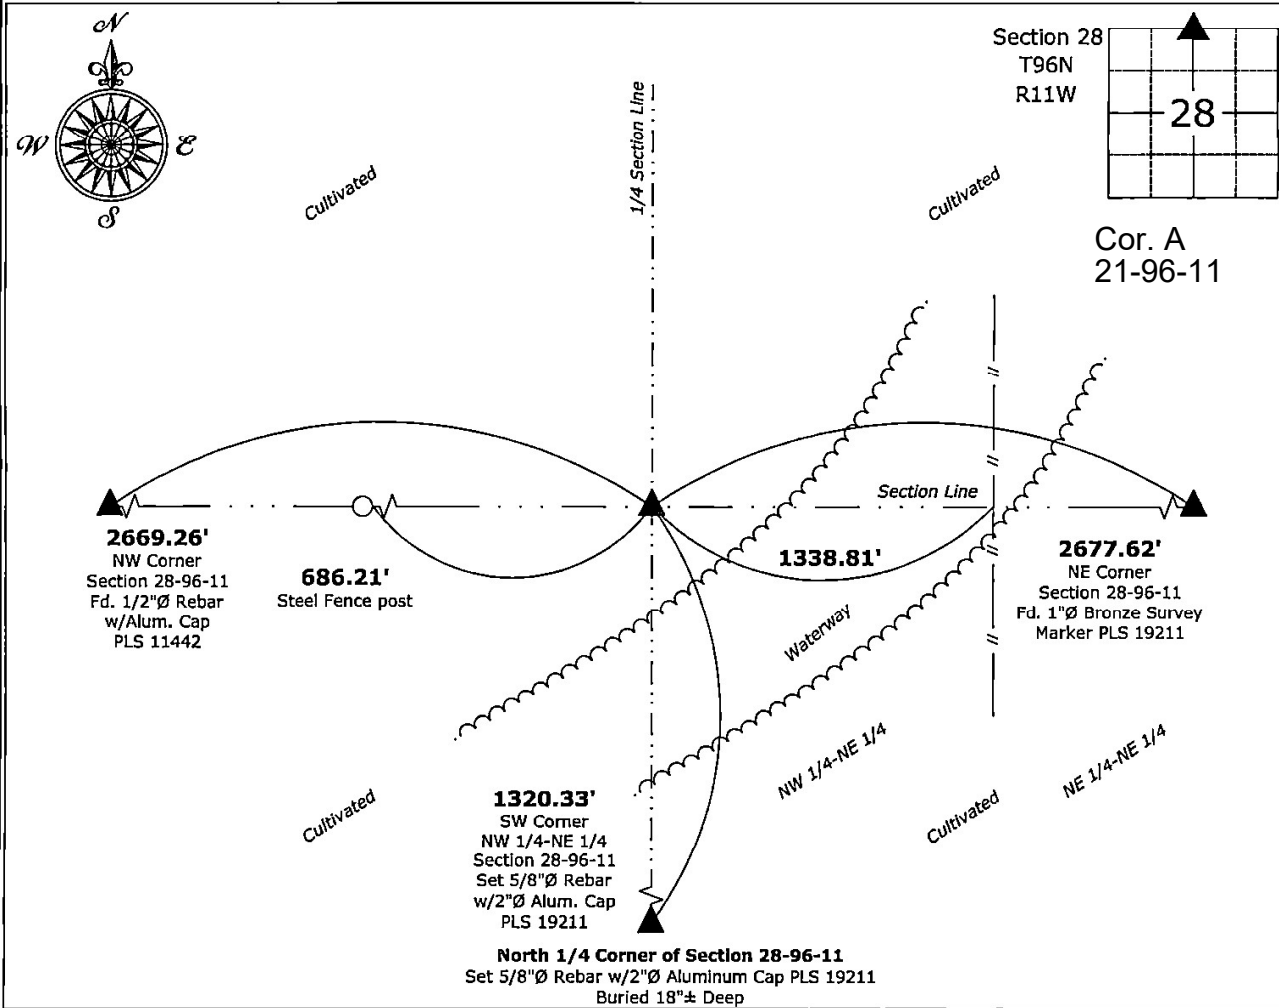 N
W
E
S
Section 28
T96N
R11W
28
Cor. A
21-96-11
1/4 Section Line
Cultivated
Cultivated
Section Line
2669.26'
NW Corner
Section 28-96-11
Fd. 1/2"Ø Rebar
w/Alum. Cap
PLS 11442
686.21'
Steel Fence post
1338.81'
2677.62'
NE Corner
Section 28-96-11
Fd. 1"Ø Bronze Survey
Marker PLS 19211
Waterway
NW 1/4-NE 1/4
NE 1/4-NE 1/4
Cultivated
Cultivated
1320.33'
SW Corner
NW 1/4-NE 1/4
Section 28-96-11
Set 5/8"Ø Rebar
w/2"Ø Alum. Cap
PLS 19211
North 1/4 Corner of Section 28-96-11
Set 5/8"Ø Rebar w/2"Ø Aluminum Cap PLS 19211
Buried 18"± Deep